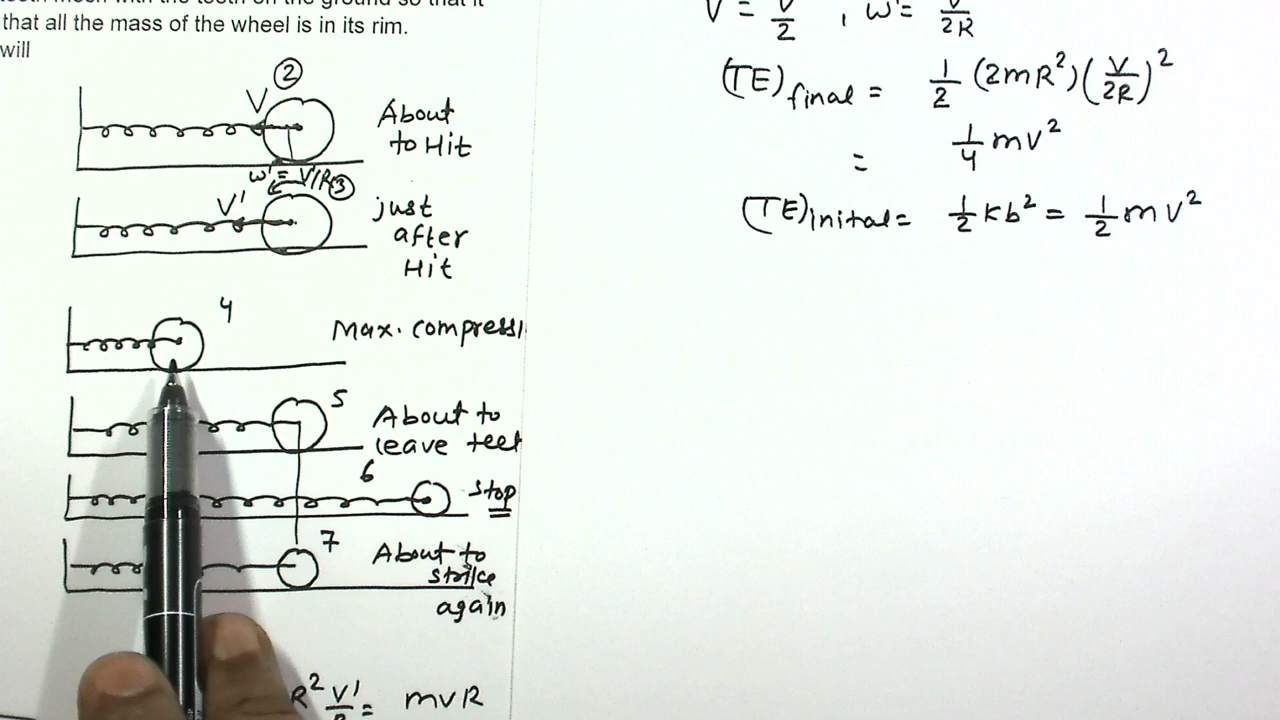 that all the mass of the wheel is in its rim.
will
②
V
About
to Hit
ω' = V'/R
③
V'
just
after
Hit
4
Max. compressi
5
About to
leave teet
6
stop
7
About to
strike
again
R² V'/R = mVR
V' = V/2 , ω' = V/2R
(TE)final = 1/2 (2mR²)(V/2R)²
= 1/4 mV²
(TE)inital = 1/2 Kb² = 1/2 mV²